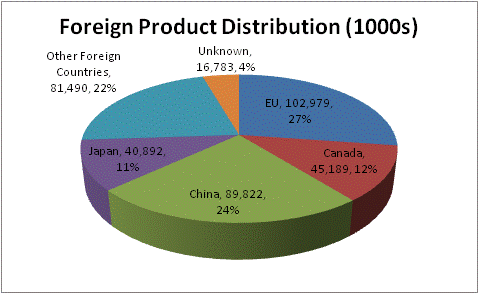 Foreign Product Distribution (1000s)
Other Foreign
Countries,
81,490, 22%
Unknown,
16,783, 4%
EU, 102,979,
27%
Japan, 40,892,
11%
Canada,
45,189, 12%
China, 89,822,
24%